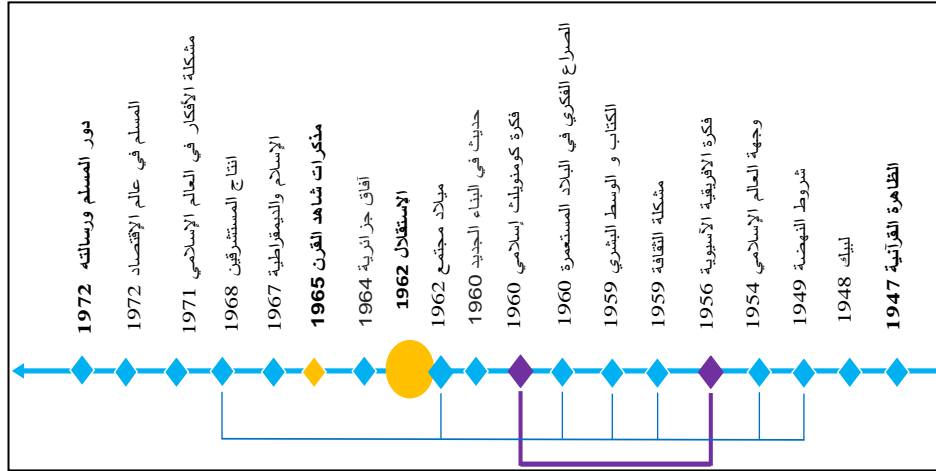 الظاهرة القرآنية 1947
لبيك 1948
شروط النهضة 1949
وجهة العالم الإسلامي 1954
فكرة الافريقية الآسيوية 1956
مشكلة الثقافة 1959
الكتاب و الوسط البشري 1959
الصراع الفكري في البلاد المستعمرة 1960
فكرة كومنويلث إسلامي 1960
حديث في البناء الجديد 1960
ميلاد مجتمع 1962
الإستقلال 1962
آفاق جزائرية 1964
مذكرات شاهد القرن 1965
الإسلام والديمقراطية 1967
انتاج المستشرقين 1968
مشكلة الأفكار في العالم الإسلامي 1971
المسلم في عالم الإقتصاد 1972
دور المسلم ورسالته 1972